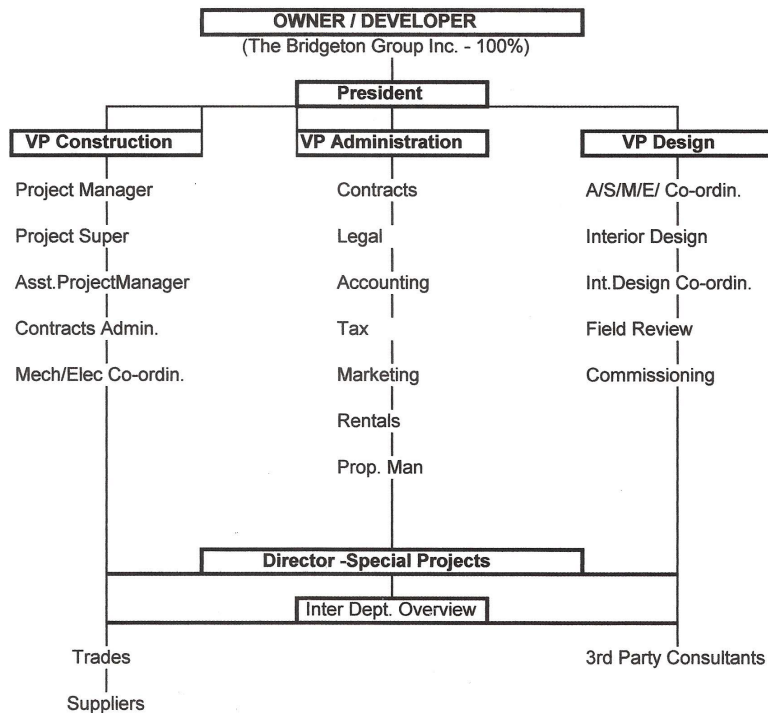 OWNER / DEVELOPER
(The Bridgeton Group Inc. - 100%)
President
VP Construction
VP Administration
VP Design
Project Manager
Contracts
A/S/M/E/ Co-ordin.
Project Super
Legal
Interior Design
Asst.ProjectManager
Accounting
Int.Design Co-ordin.
Contracts Admin.
Tax
Field Review
Mech/Elec Co-ordin.
Marketing
Commissioning
Rentals
Prop. Man
Director -Special Projects
Inter Dept. Overview
Trades
3rd Party Consultants
Suppliers